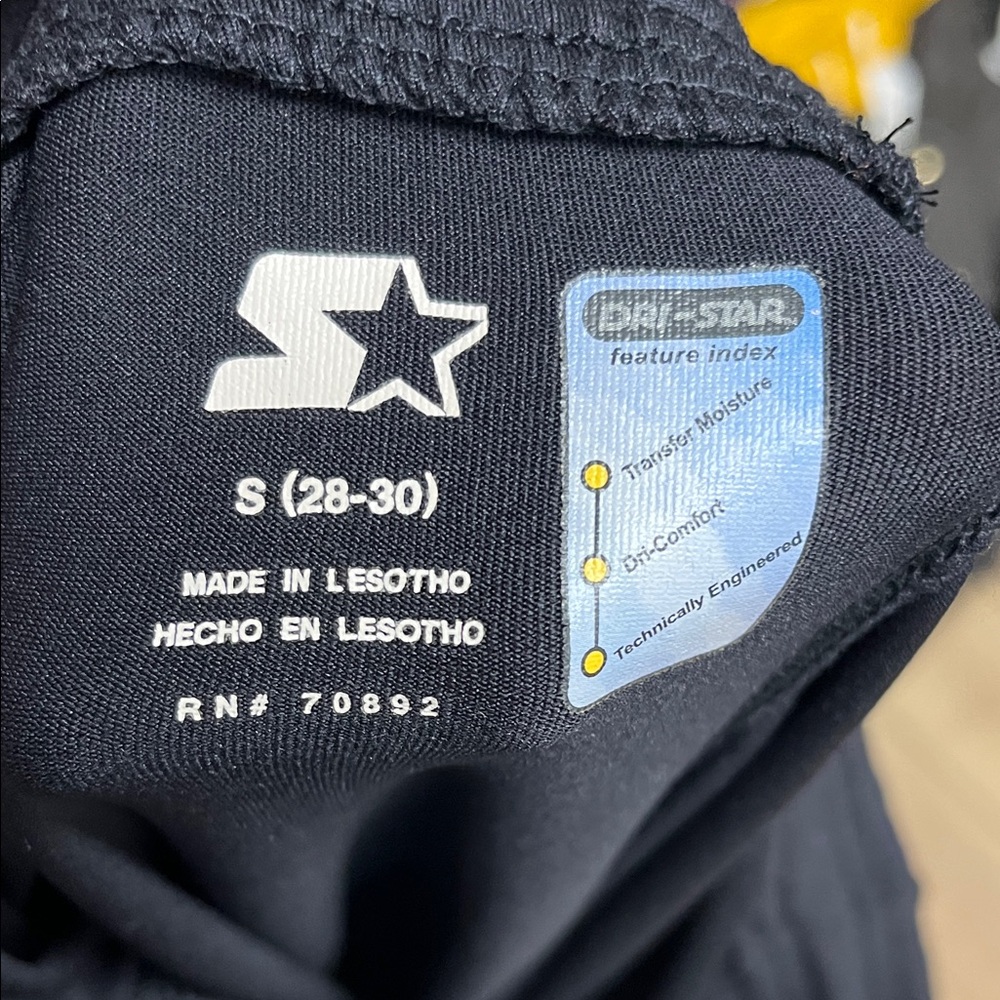 S (28-30)
MADE IN LESOTHO
HECHO EN LESOTHO
RN# 70892
DRI-STAR
feature index
Transfer Moisture
Dri-Comfort
Technically Engineered